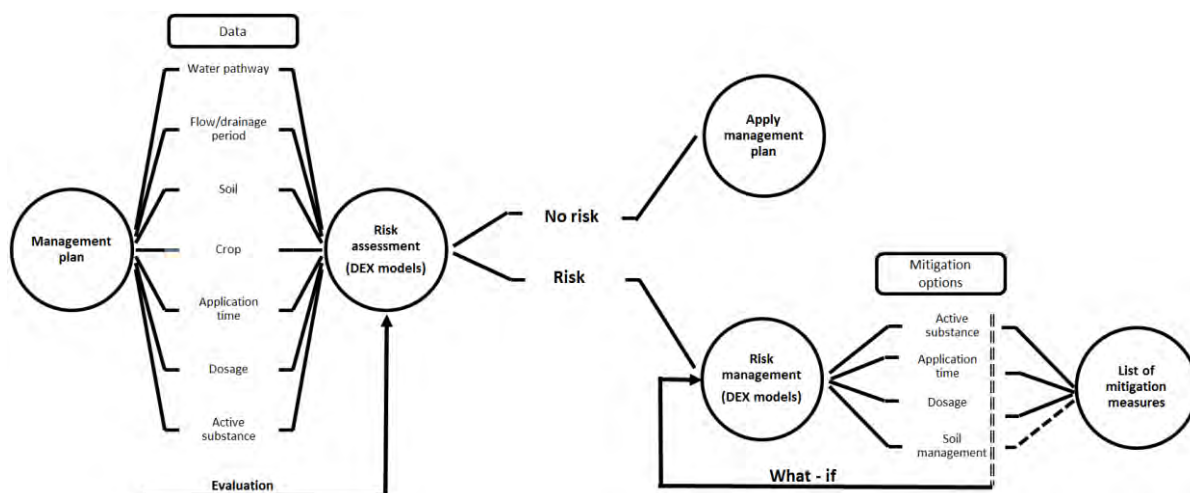 Data
Water pathway
Flow/drainage
period
Soil
Crop
Application
time
Dosage
Active
substance
Management
plan
Risk
assessment
(DEX models)
Evaluation
No risk
Risk
Apply
management
plan
Risk
management
(DEX models)
Mitigation
options
Active
substance
Application
time
Dosage
Soil
management
What - if
List of
mitigation
measures